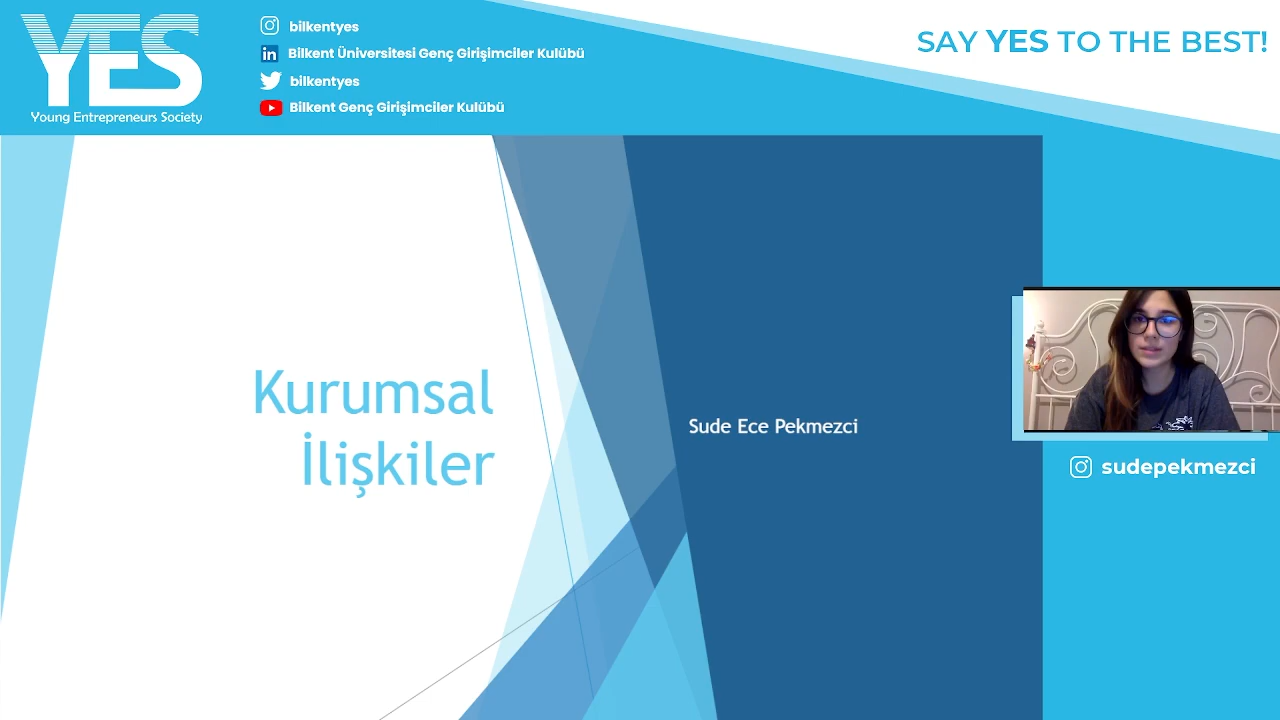 YES
Young Entrepreneurs Society
bilkentyes
Bilkent Üniversitesi Genç Girişimciler Kulübü
bilkentyes
Bilkent Genç Girişimciler Kulübü
SAY YES TO THE BEST!
Kurumsal
İlişkiler
Sude Ece Pekmezci
sudepekmezci